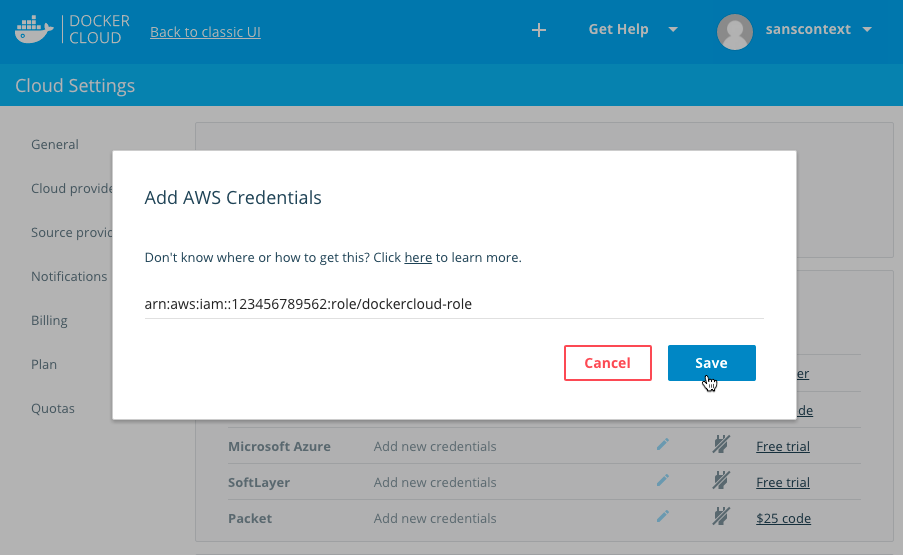 DOCKER
CLOUD
Back to classic UI
Get Help
sanscontext
Cloud Settings
General
Cloud provide
Source provid
Notifications
Billing
Plan
Quotas
Add AWS Credentials
Don't know where or how to get this? Click here to learn more.
arn:aws:iam::123456789562:role/dockercloud-role
Cancel
Save
er
de
Microsoft Azure Add new credentials Free trial
SoftLayer Add new credentials Free trial
Packet Add new credentials $25 code